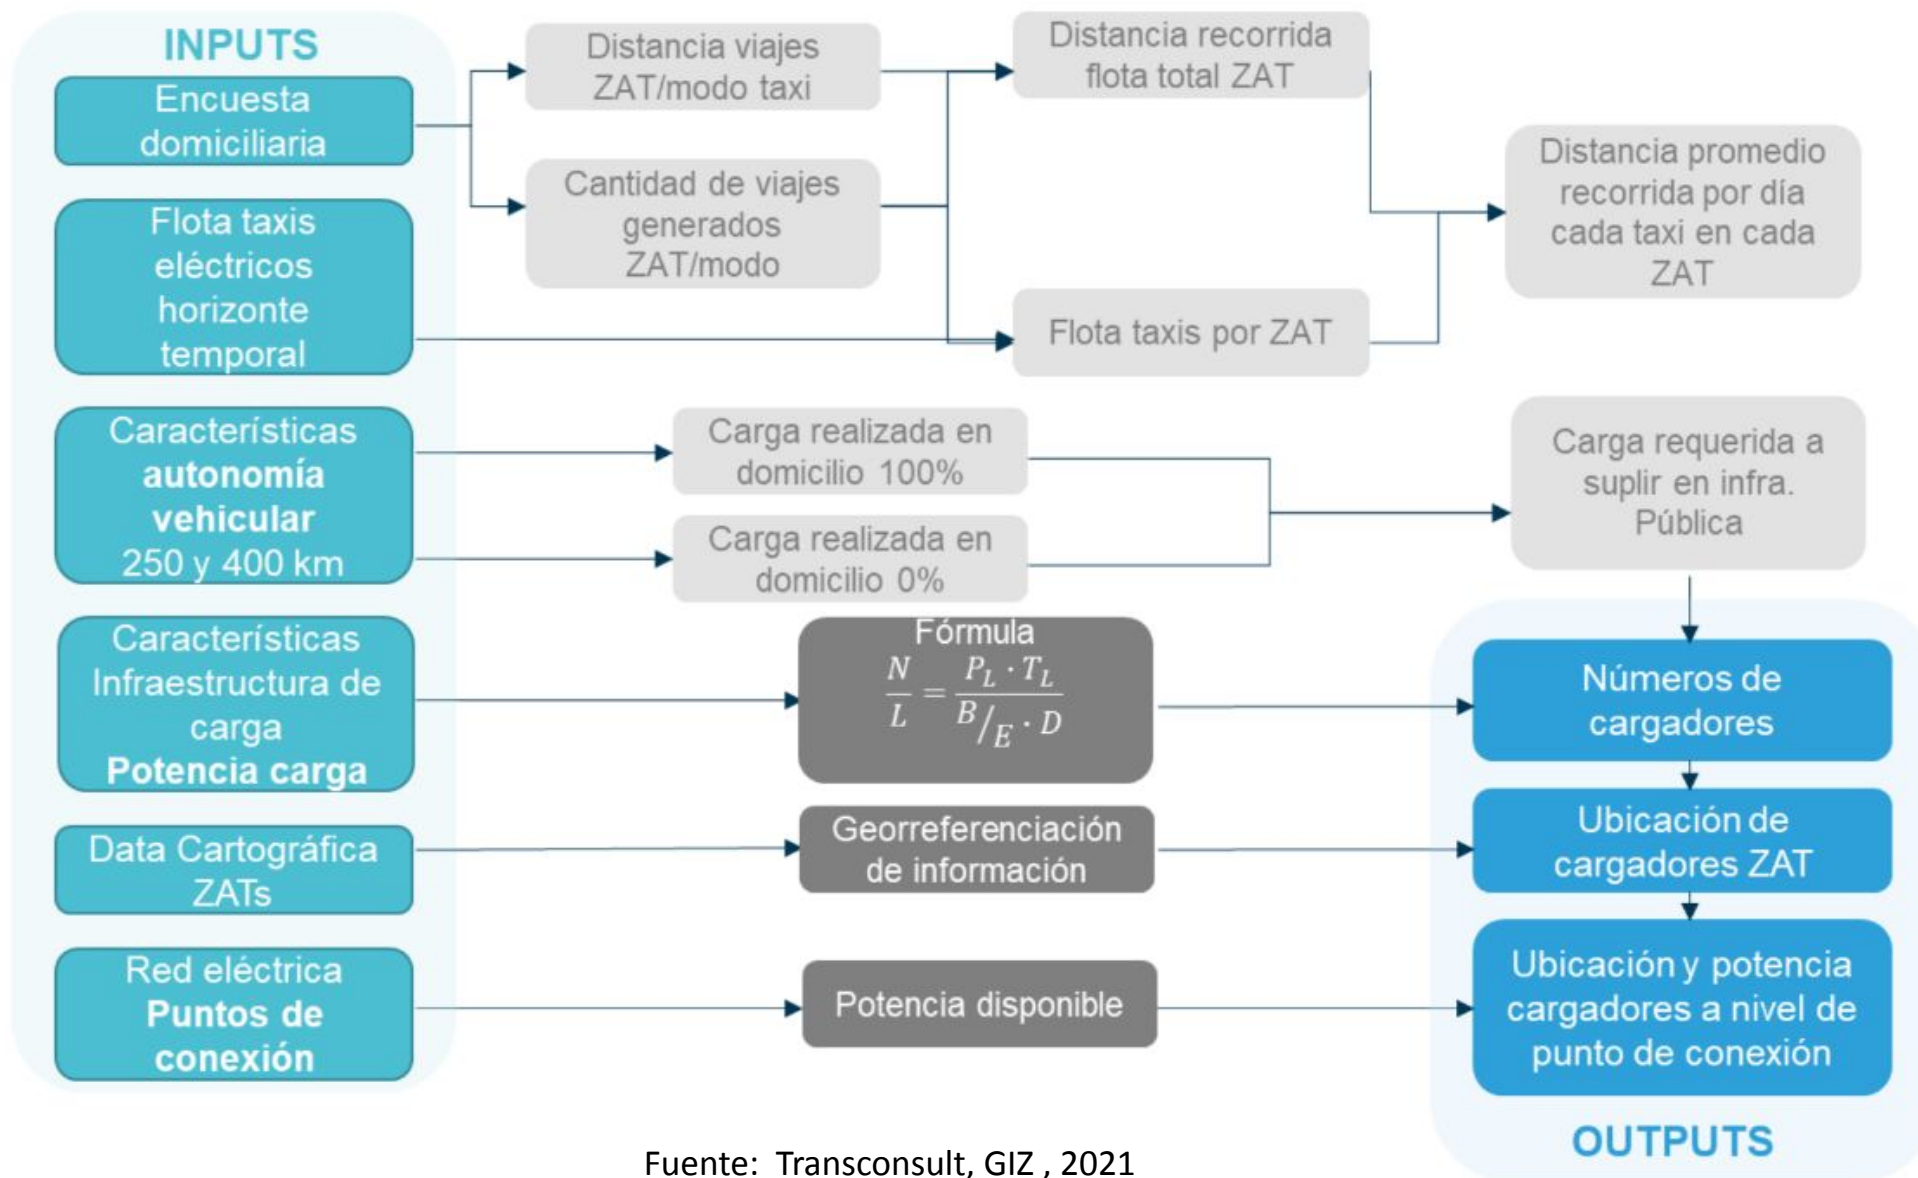 INPUTS
Encuesta
domiciliaria
Flota taxis
eléctricos
horizonte
temporal
Características
autonomía
vehicular
250 y 400 km
Características
Infraestructura de
carga
Potencia carga
Data Cartográfica
ZATs
Red eléctrica
Puntos de
conexión
Distancia viajes
ZAT/modo taxi
Cantidad de viajes
generados
ZAT/modo
Distancia recorrida
flota total ZAT
Flota taxis por ZAT
Distancia promedio
recorrida por día
cada taxi en cada
ZAT
Carga realizada en
domicilio 100%
Carga realizada en
domicilio 0%
Carga requerida a
suplir en infra.
Pública
Fórmula
N/L = P_L · T_L / B/E · D
Georreferenciación
de información
Potencia disponible
Números de
cargadores
Ubicación de
cargadores ZAT
Ubicación y potencia
cargadores a nivel de
punto de conexión
OUTPUTS
Fuente: Transconsult, GIZ , 2021